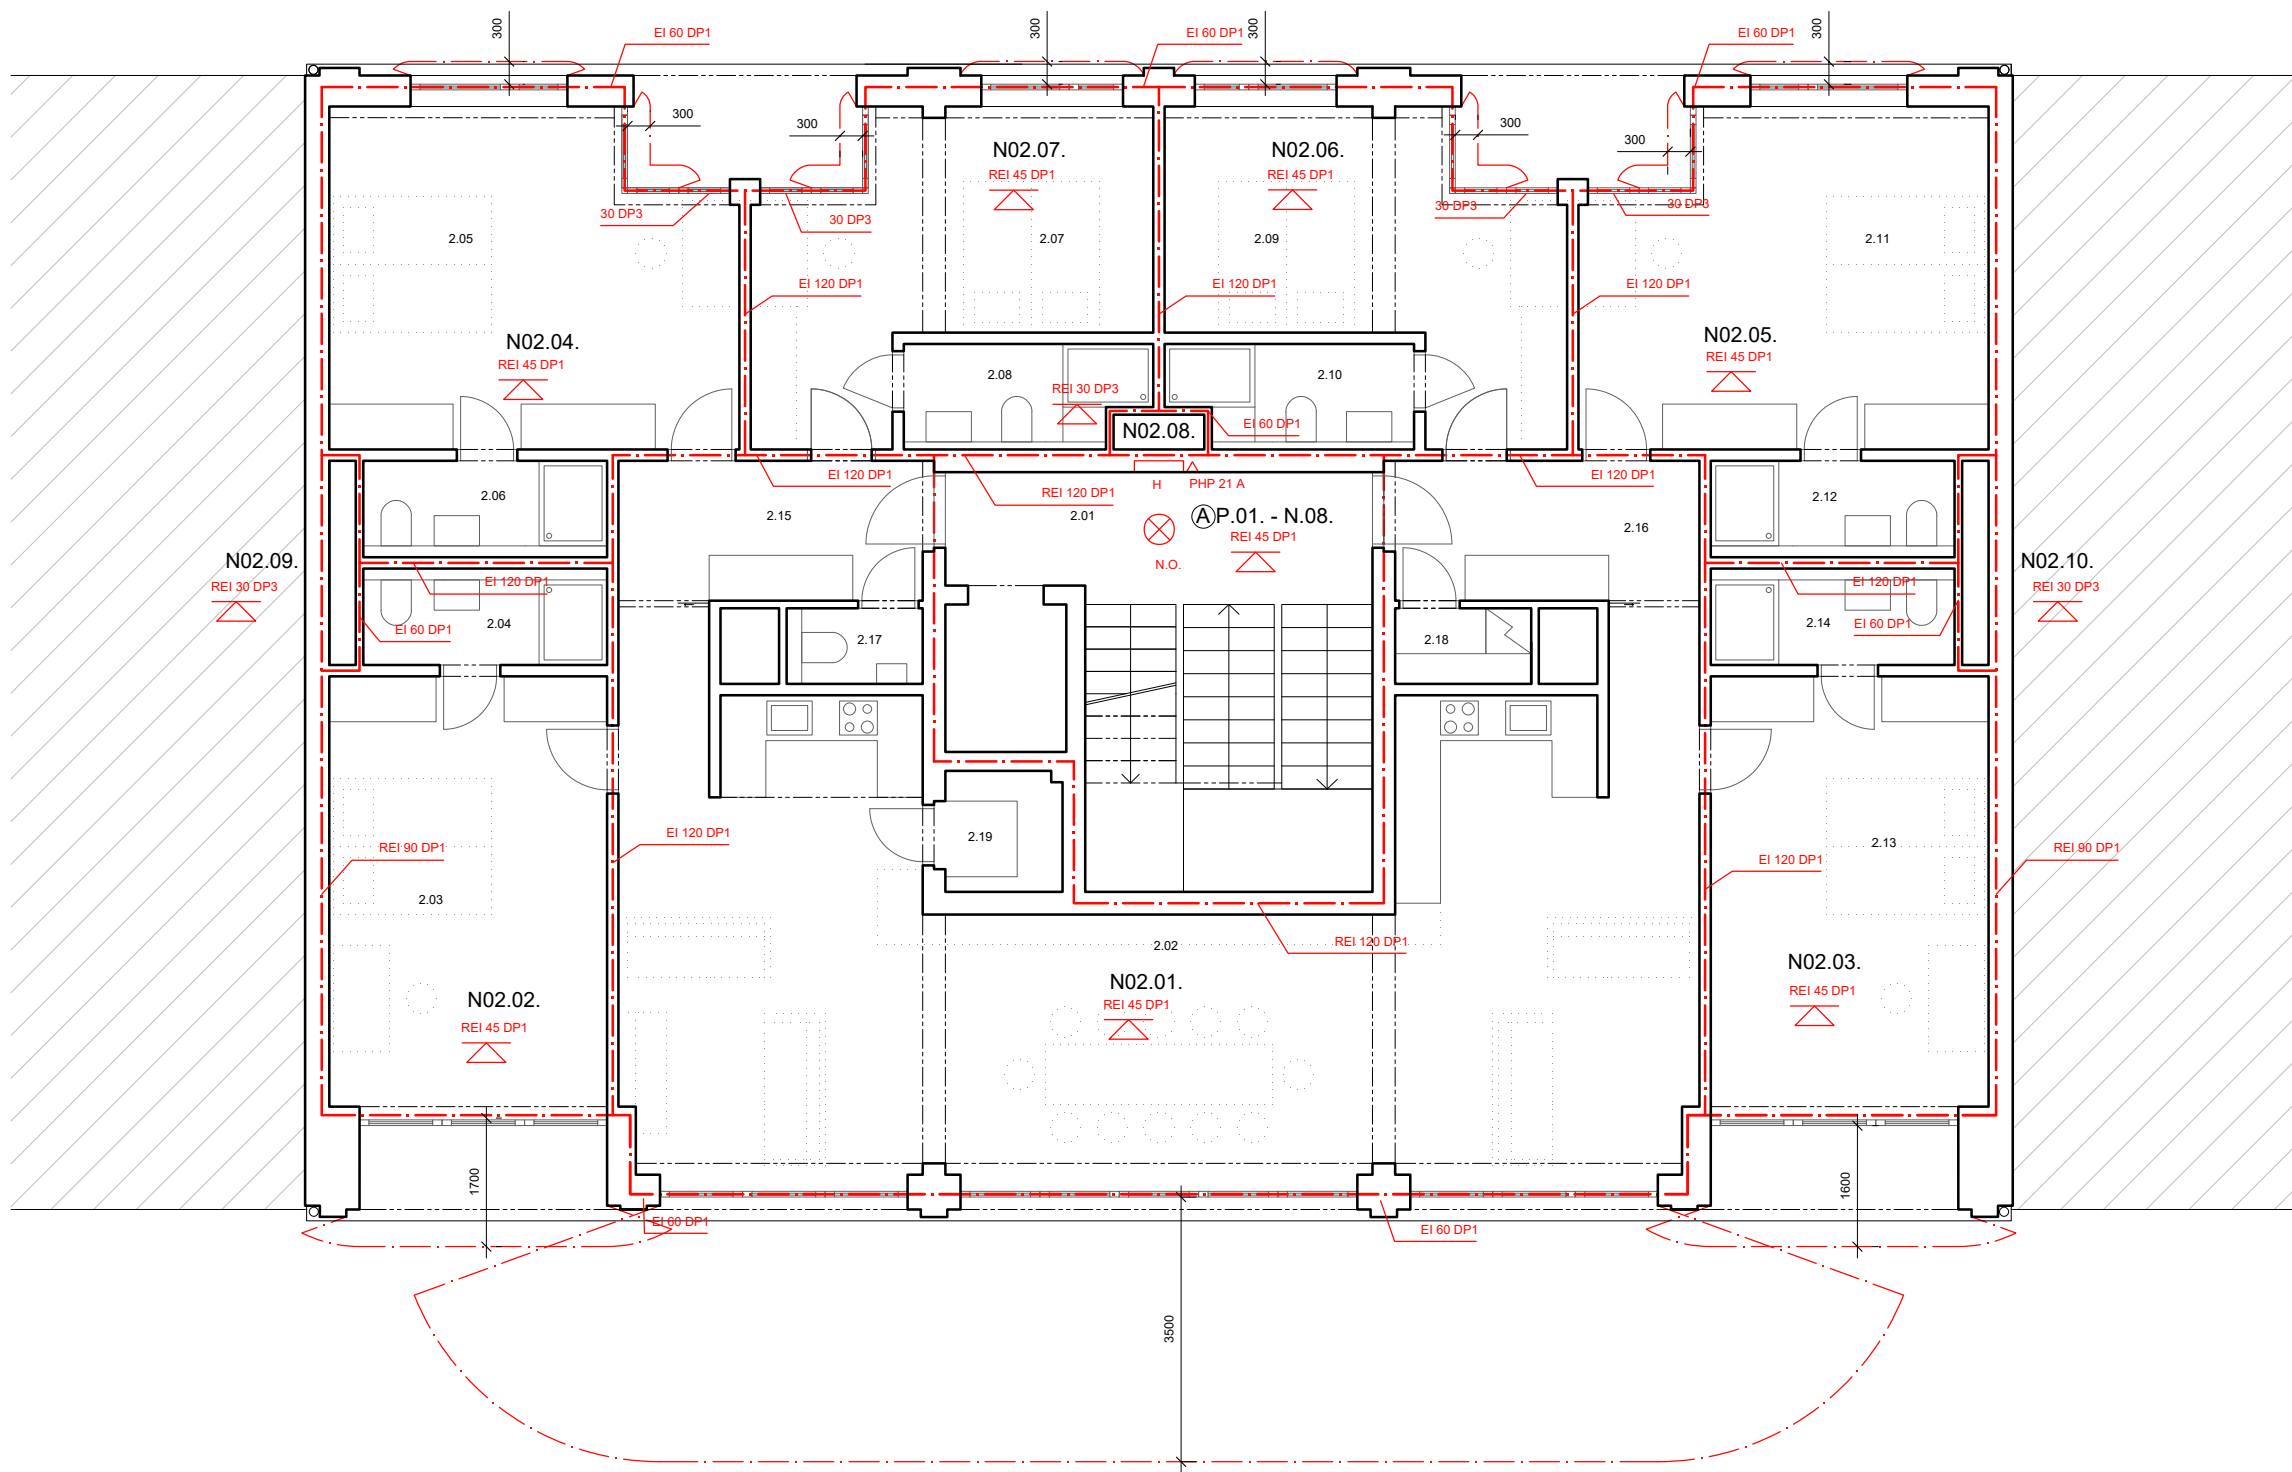 300
EI 60 DP1
300
EI 60 DP1
300
300
EI 60 DP1
300
300
300
300
N02.07.
REI 45 DP1
N02.06.
REI 45 DP1
30 DP3
30 DP3
30 DP3
30 DP3
2.05
2.07
2.09
2.11
EI 120 DP1
EI 120 DP1
EI 120 DP1
N02.04.
REI 45 DP1
N02.05.
REI 45 DP1
2.08
REI 30 DP3
2.10
N02.08.
EI 60 DP1
EI 120 DP1
REI 120 DP1
H
PHP 21 A
EI 120 DP1
2.06
2.15
2.01
A P.01. - N.08.
REI 45 DP1
2.16
2.12
N.O.
N02.09.
REI 30 DP3
EI 120 DP1
EI 120 DP1
N02.10.
REI 30 DP3
2.04
EI 60 DP1
2.17
2.18
2.14
EI 60 DP1
REI 90 DP1
EI 120 DP1
2.19
EI 120 DP1
2.13
REI 90 DP1
2.03
2.02
REI 120 DP1
N02.02.
REI 45 DP1
N02.01.
REI 45 DP1
N02.03.
REI 45 DP1
1700
1600
EI 60 DP1
EI 60 DP1
3500